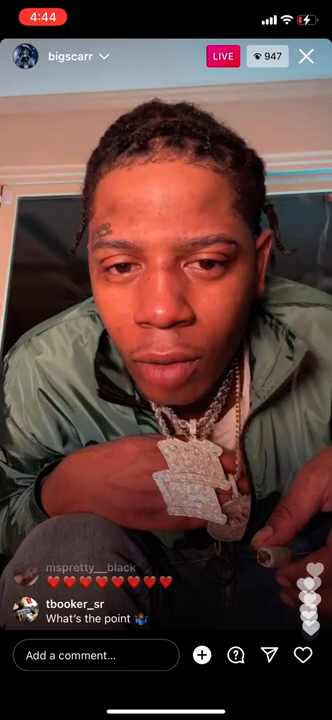 4:44
bigscarr
LIVE
947
mspretty__black
❤️❤️❤️❤️❤️❤️❤️❤️
tbooker_sr
What's the point 🤷🏾‍♂️
Add a comment...